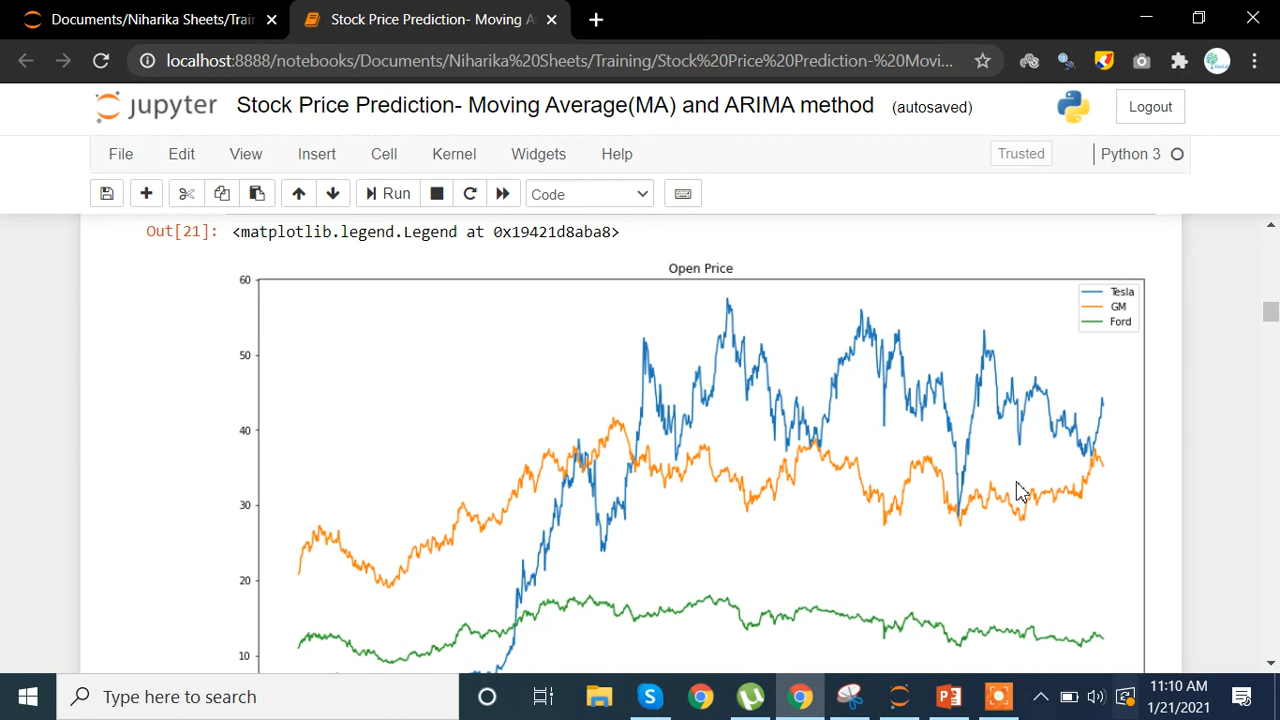 Documents/Niharika Sheets/Trai
Stock Price Prediction- Moving A
localhost:8888/notebooks/Documents/Niharika%20Sheets/Training/Stock%20Price%20Prediction-%20Movi...
jupyter
Stock Price Prediction- Moving Average(MA) and ARIMA method (autosaved)
Logout
File Edit View Insert Cell Kernel Widgets Help
Trusted
Python 3
Run
Code
Out[21]: <matplotlib.legend.Legend at 0x19421d8aba8>
Open Price
60
50
40
30
20
10
Tesla
GM
Ford
Type here to search
11:10 AM
1/21/2021